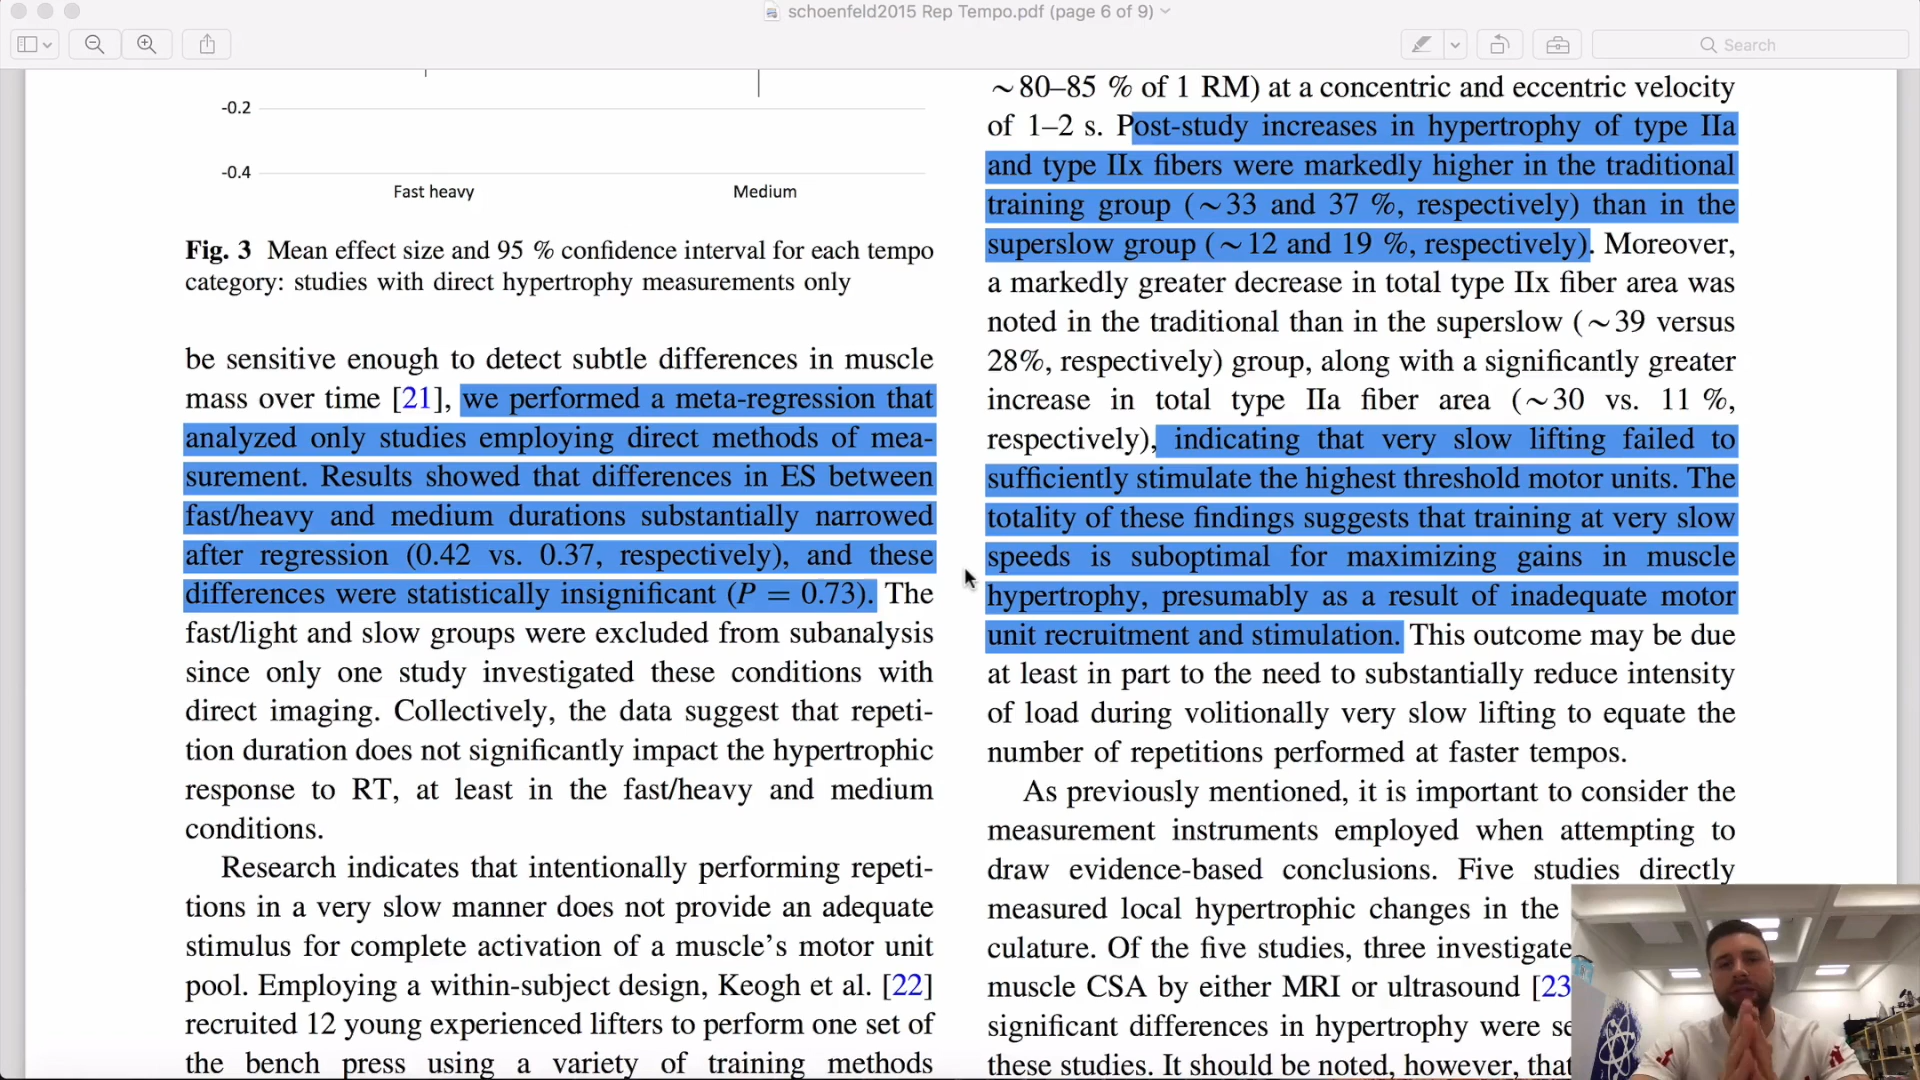 schoenfeld2015 Rep Tempo.pdf (page 6 of 9)
Search
-0.2
-0.4
Fast heavy
Medium
Fig. 3 Mean effect size and 95 % confidence interval for each tempo
category: studies with direct hypertrophy measurements only
be sensitive enough to detect subtle differences in muscle
mass over time [21], we performed a meta-regression that
analyzed only studies employing direct methods of mea-
surement. Results showed that differences in ES between
fast/heavy and medium durations substantially narrowed
after regression (0.42 vs. 0.37, respectively), and these
differences were statistically insignificant (P = 0.73). The
fast/light and slow groups were excluded from subanalysis
since only one study investigated these conditions with
direct imaging. Collectively, the data suggest that repeti-
tion duration does not significantly impact the hypertrophic
response to RT, at least in the fast/heavy and medium
conditions.
Research indicates that intentionally performing repeti-
tions in a very slow manner does not provide an adequate
stimulus for complete activation of a muscle's motor unit
pool. Employing a within-subject design, Keogh et al. [22]
recruited 12 young experienced lifters to perform one set of
the bench press using a variety of training methods
~80–85 % of 1 RM) at a concentric and eccentric velocity
of 1–2 s. Post-study increases in hypertrophy of type IIa
and type IIx fibers were markedly higher in the traditional
training group (~33 and 37 %, respectively) than in the
superslow group (~12 and 19 %, respectively). Moreover,
a markedly greater decrease in total type IIx fiber area was
noted in the traditional than in the superslow (~39 versus
28%, respectively) group, along with a significantly greater
increase in total type IIa fiber area (~30 vs. 11 %,
respectively), indicating that very slow lifting failed to
sufficiently stimulate the highest threshold motor units. The
totality of these findings suggests that training at very slow
speeds is suboptimal for maximizing gains in muscle
hypertrophy, presumably as a result of inadequate motor
unit recruitment and stimulation. This outcome may be due
at least in part to the need to substantially reduce intensity
of load during volitionally very slow lifting to equate the
number of repetitions performed at faster tempos.
As previously mentioned, it is important to consider the
measurement instruments employed when attempting to
draw evidence-based conclusions. Five studies directly
measured local hypertrophic changes in the
culature. Of the five studies, three investigate
muscle CSA by either MRI or ultrasound [23
significant differences in hypertrophy were se
these studies. It should be noted, however, that